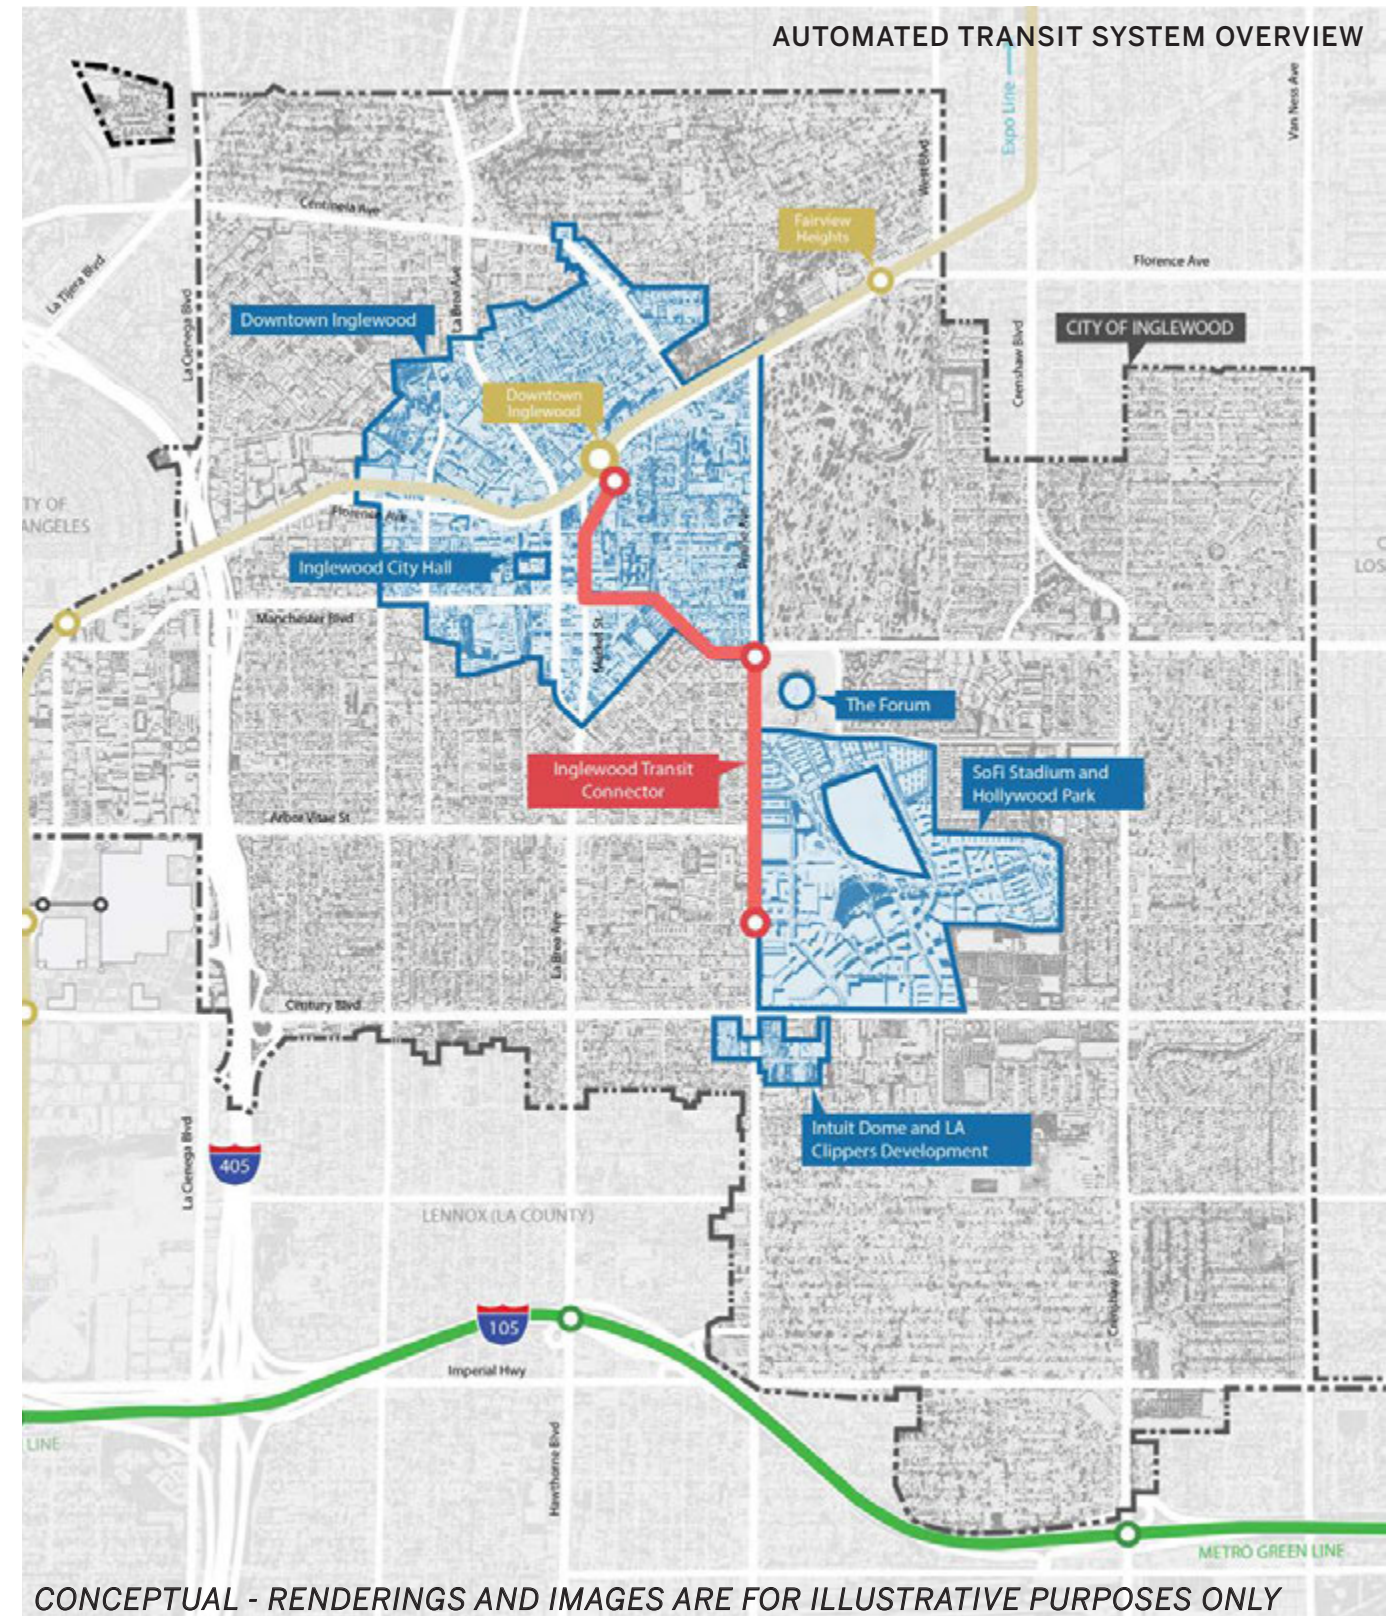 AUTOMATED TRANSIT SYSTEM OVERVIEW
Expo Line
Van Ness Ave
West Blvd
Centinela Ave
Fairview
Heights
La Tijera Blvd
Florence Ave
La Brea Ave
La Cienega Blvd
Downtown Inglewood
CITY OF INGLEWOOD
Crenshaw Blvd
Downtown
Inglewood
TY OF
ANGELES
Florence Ave
Prairie Ave
LOS
Inglewood City Hall
Manchester Blvd
Market St
The Forum
Inglewood Transit
Connector
SoFi Stadium and
Hollywood Park
Arbor Vitae St
La Brea Ave
Century Blvd
Intuit Dome and LA
Clippers Development
La Cienega Blvd
405
LENNOX (LA COUNTY)
Crenshaw Blvd
105
Imperial Hwy
LINE
Hawthorne Blvd
METRO GREEN LINE
CONCEPTUAL - RENDERINGS AND IMAGES ARE FOR ILLUSTRATIVE PURPOSES ONLY